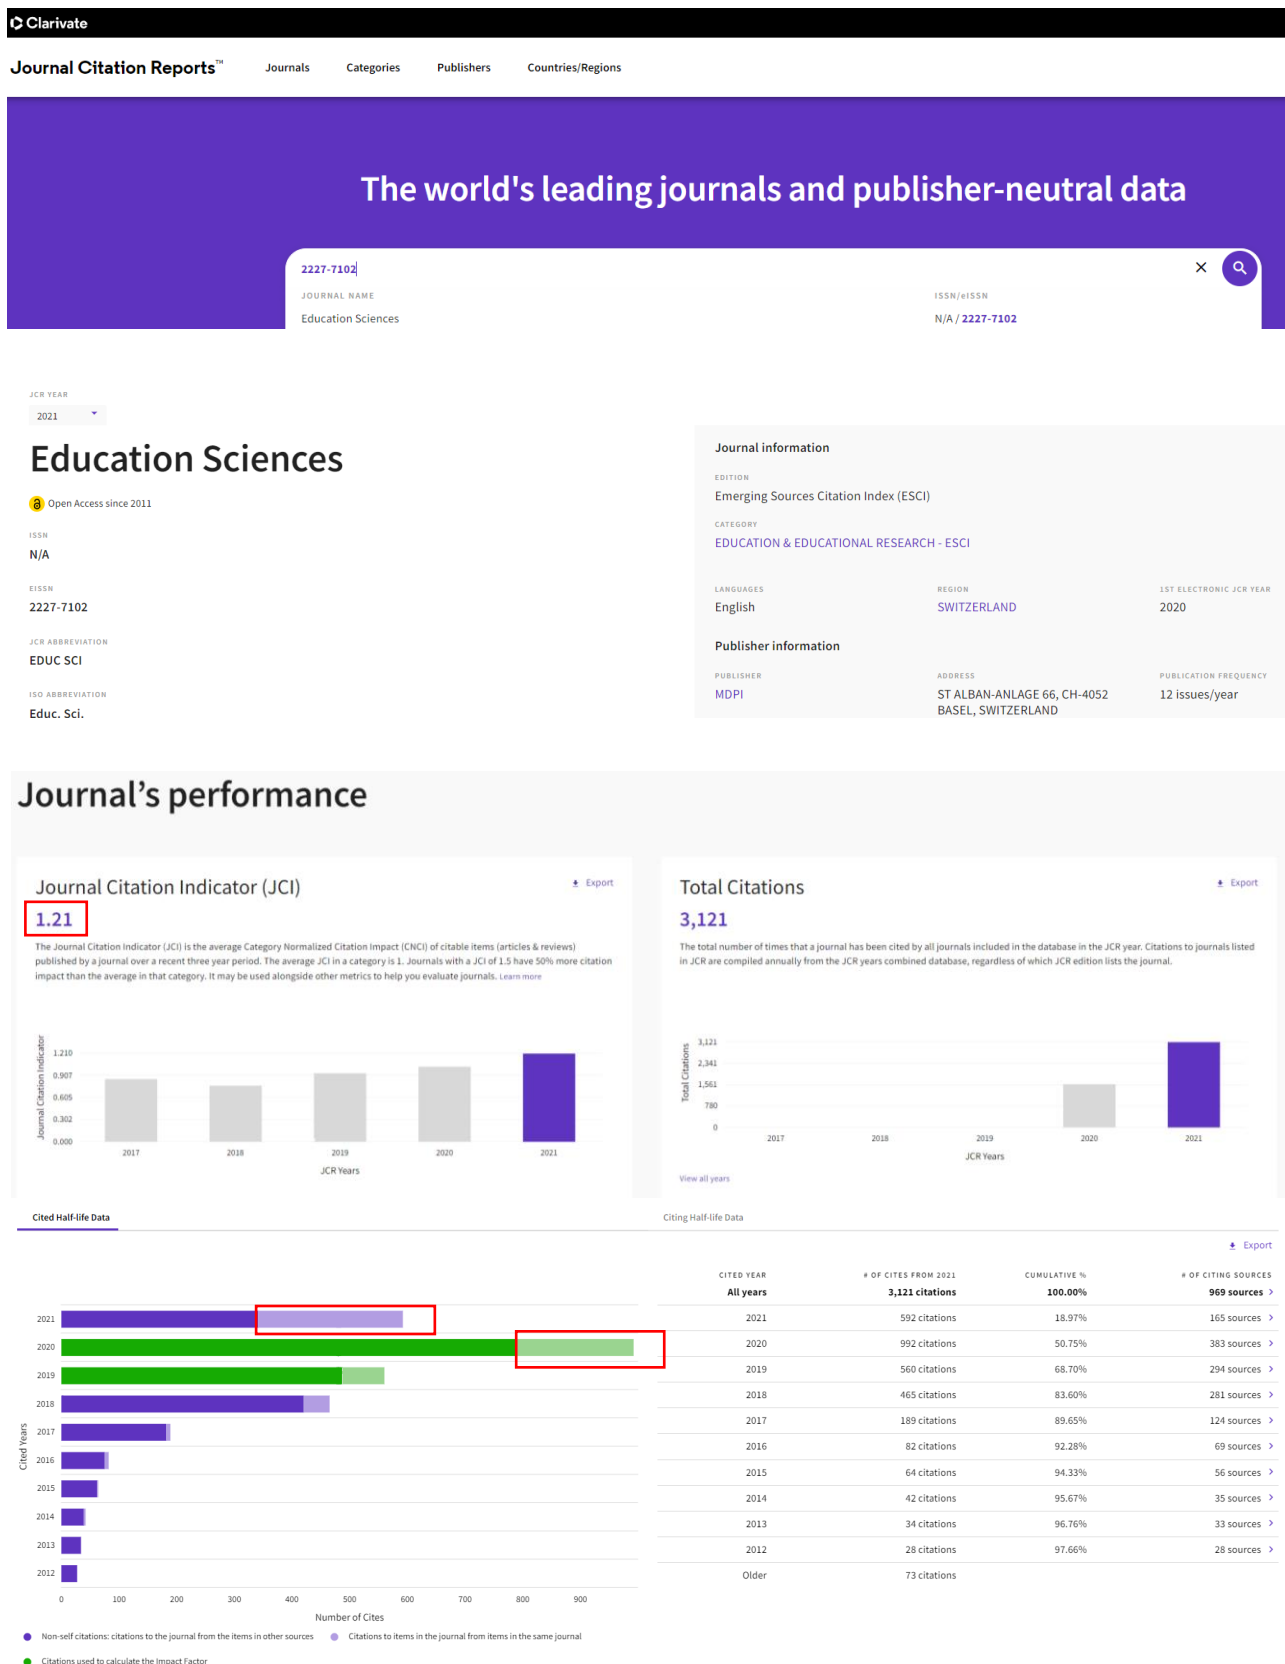 Clarivate
Journal Citation Reports™ Journals Categories Publishers Countries/Regions
The world's leading journals and publisher-neutral data
2227-7102
JOURNAL NAME ISSN/eISSN
Education Sciences N/A / 2227-7102
JCR YEAR
2021
Education Sciences
Open Access since 2011
ISSN
N/A
EISSN
2227-7102
JCR ABBREVIATION
EDUC SCI
ISO ABBREVIATION
Educ. Sci.
Journal information
EDITION
Emerging Sources Citation Index (ESCI)
CATEGORY
EDUCATION & EDUCATIONAL RESEARCH - ESCI
LANGUAGES REGION 1ST ELECTRONIC JCR YEAR
English SWITZERLAND 2020
Publisher information
PUBLISHER ADDRESS PUBLICATION FREQUENCY
MDPI ST ALBAN-ANLAGE 66, CH-4052 12 issues/year
BASEL, SWITZERLAND
Journal's performance
Journal Citation Indicator (JCI) Export
1.21
The Journal Citation Indicator (JCI) is the average Category Normalized Citation Impact (CNCI) of citable items (articles & reviews)
published by a journal over a recent three year period. The average JCI in a category is 1. Journals with a JCI of 1.5 have 50% more citation
impact than the average in that category. It may be used alongside other metrics to help you evaluate journals. Learn more
Journal Citation Indicator
1.210
0.907
0.605
0.302
0.000
2017 2018 2019 2020 2021
JCR Years
Total Citations Export
3,121
The total number of times that a journal has been cited by all journals included in the database in the JCR year. Citations to journals listed
in JCR are compiled annually from the JCR years combined database, regardless of which JCR edition lists the journal.
Total Citations
3,121
2,341
1,561
780
0
2017 2018 2019 2020 2021
JCR Years
View all years
Cited Half-life Data Citing Half-life Data
Export
Cited Years
2021
2020
2019
2018
2017
2016
2015
2014
2013
2012
0 100 200 300 400 500 600 700 800 900
Number of Cites
Non-self citations: citations to the journal from the items in other sources Citations to items in the journal from items in the same journal
Citations used to calculate the Impact Factor
CITED YEAR # OF CITES FROM 2021 CUMULATIVE % # OF CITING SOURCES
All years 3,121 citations 100.00% 969 sources >
2021 592 citations 18.97% 165 sources >
2020 992 citations 50.75% 383 sources >
2019 560 citations 68.70% 294 sources >
2018 465 citations 83.60% 281 sources >
2017 189 citations 89.65% 124 sources >
2016 82 citations 92.28% 69 sources >
2015 64 citations 94.33% 56 sources >
2014 42 citations 95.67% 35 sources >
2013 34 citations 96.76% 33 sources >
2012 28 citations 97.66% 28 sources >
Older 73 citations